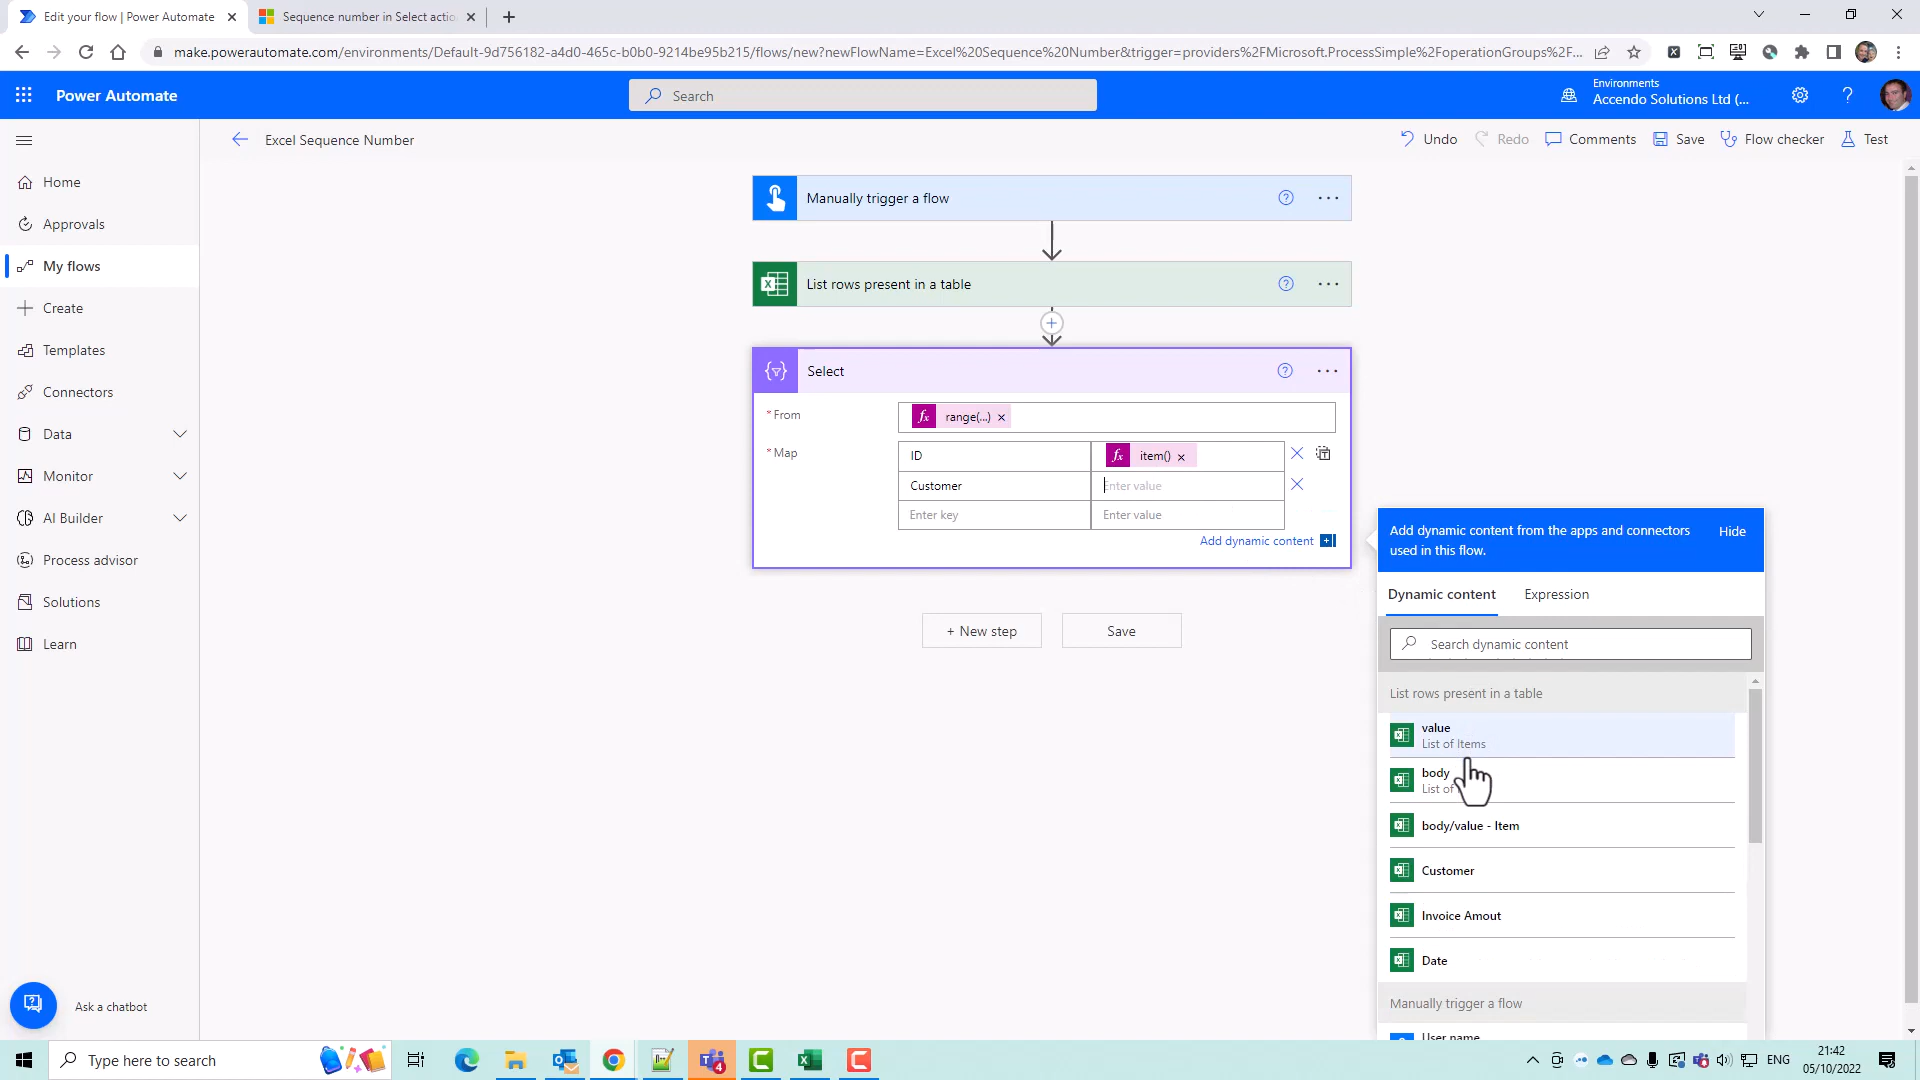 Edit your flow | Power Automate
Sequence number in Select actio
make.powerautomate.com/environments/Default-9d756182-a4d0-465c-b0b0-9214be95b215/flows/new?newFlowName=Excel%20Sequence%20Number&trigger=providers%2FMicrosoft.ProcessSimple%2FoperationGroups%2F...
Power Automate
Search
Environments
Accendo Solutions Ltd (...
Excel Sequence Number
Undo
Redo
Comments
Save
Flow checker
Test
Home
Approvals
My flows
Create
Templates
Connectors
Data
Monitor
AI Builder
Process advisor
Solutions
Learn
Ask a chatbot
Manually trigger a flow
List rows present in a table
Select
* From
fx range(...) ×
* Map
ID
fx item() ×
Customer
Enter value
Enter key
Enter value
Add dynamic content
+ New step
Save
Add dynamic content from the apps and connectors
used in this flow.
Hide
Dynamic content
Expression
Search dynamic content
List rows present in a table
value
List of Items
body
List of
body/value - Item
Customer
Invoice Amout
Date
Manually trigger a flow
User name
Type here to search
4
ENG
21:42
05/10/2022